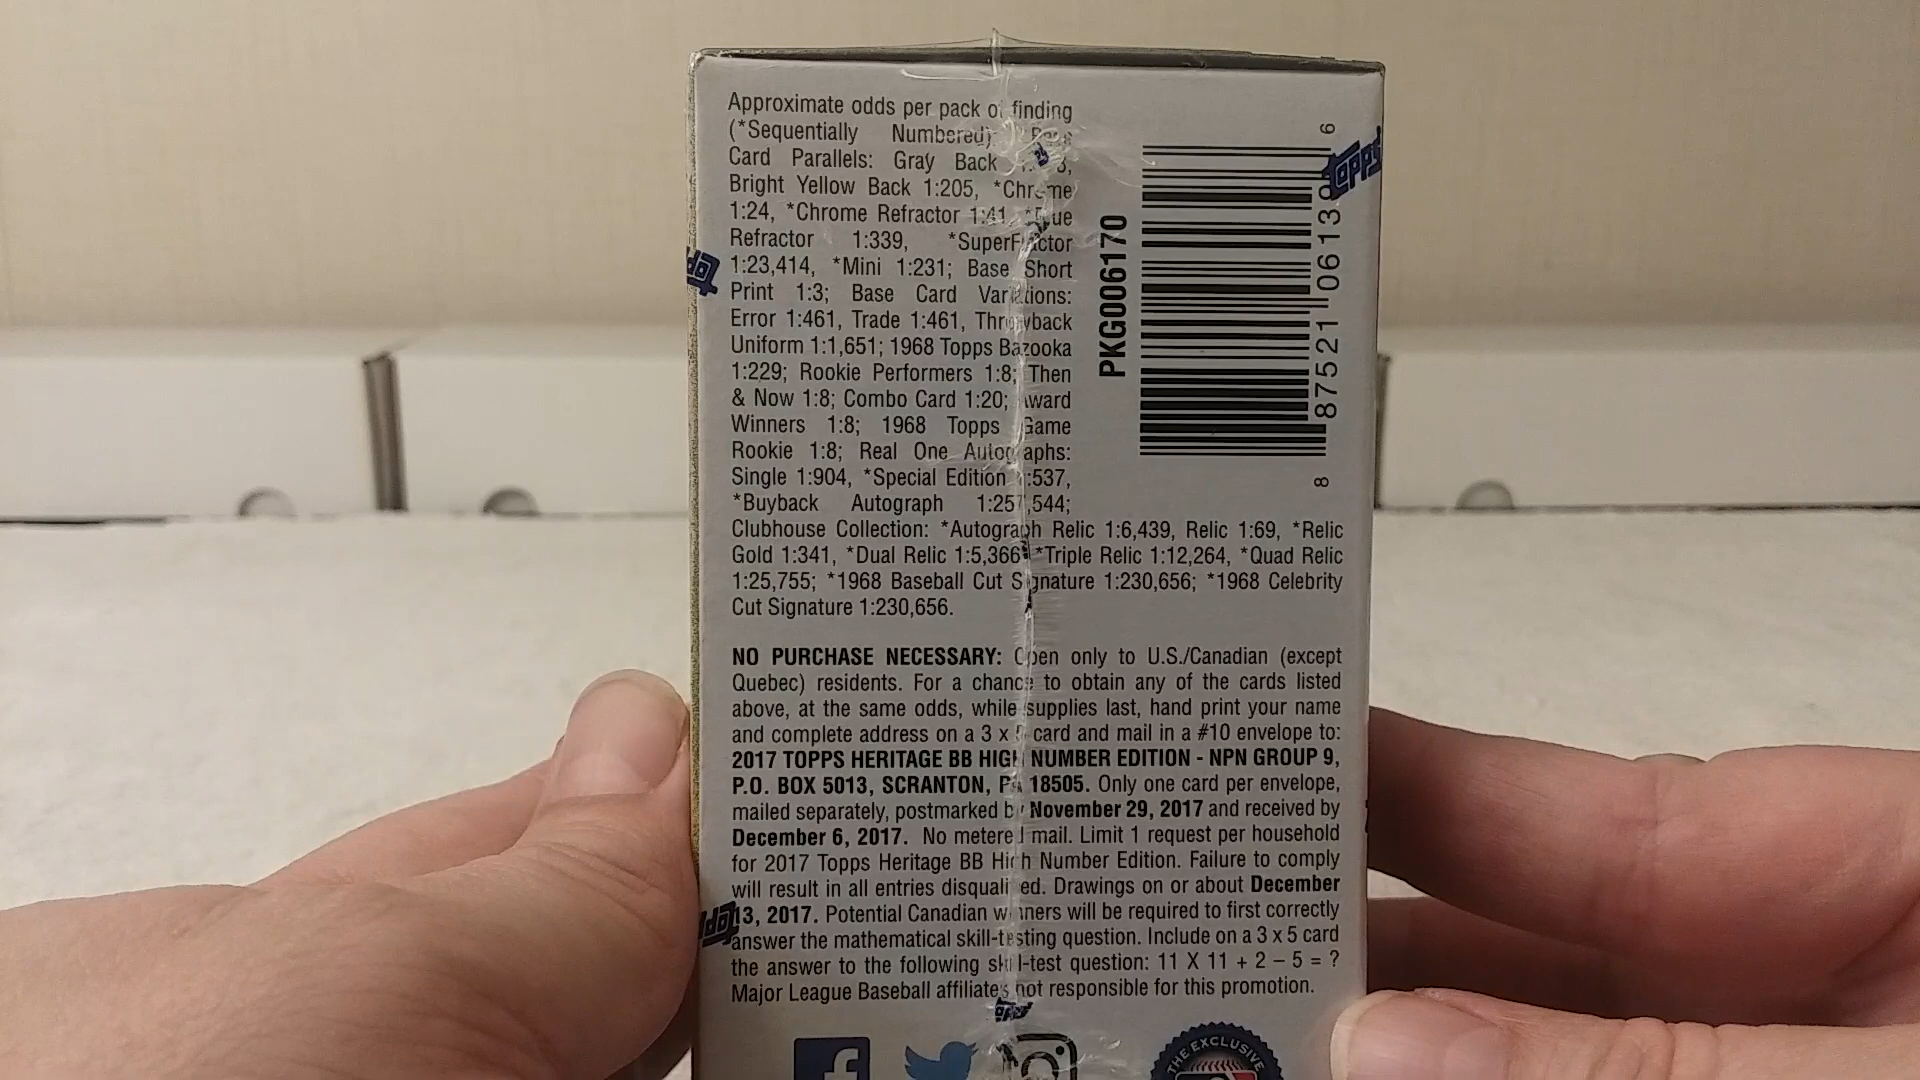 Approximate odds per pack of finding
(*Sequentially Numbered): Base
Card Parallels: Gray Back
Bright Yellow Back 1:205, *Chrome
1:24, *Chrome Refractor 1:41, *Blue
Refractor 1:339, *SuperFractor
1:23,414, *Mini 1:231; Base Short
Print 1:3; Base Card Variations:
Error 1:461, Trade 1:461, Throwback
Uniform 1:1,651; 1968 Topps Bazooka
1:229; Rookie Performers 1:8; Then
& Now 1:8; Combo Card 1:20; Award
Winners 1:8; 1968 Topps Game
Rookie 1:8; Real One Autographs:
Single 1:904, *Special Edition 1:537,
*Buyback Autograph 1:257,544;
Clubhouse Collection: *Autograph Relic 1:6,439, Relic 1:69, *Relic
Gold 1:341, *Dual Relic 1:5,366, *Triple Relic 1:12,264, *Quad Relic
1:25,755; *1968 Baseball Cut Signature 1:230,656; *1968 Celebrity
Cut Signature 1:230,656.
PKG006170
8 87521 06139 6
Topps
NO PURCHASE NECESSARY: Open only to U.S./Canadian (except
Quebec) residents. For a chance to obtain any of the cards listed
above, at the same odds, while supplies last, hand print your name
and complete address on a 3 x 5 card and mail in a #10 envelope to:
2017 TOPPS HERITAGE BB HIGH NUMBER EDITION - NPN GROUP 9,
P.O. BOX 5013, SCRANTON, PA 18505. Only one card per envelope,
mailed separately, postmarked by November 29, 2017 and received by
December 6, 2017. No metered mail. Limit 1 request per household
for 2017 Topps Heritage BB High Number Edition. Failure to comply
will result in all entries disqualified. Drawings on or about December
13, 2017. Potential Canadian winners will be required to first correctly
answer the mathematical skill-testing question. Include on a 3 x 5 card
the answer to the following skill-test question: 11 X 11 + 2 – 5 = ?
Major League Baseball affiliates not responsible for this promotion.
THE EXCLUSIVE